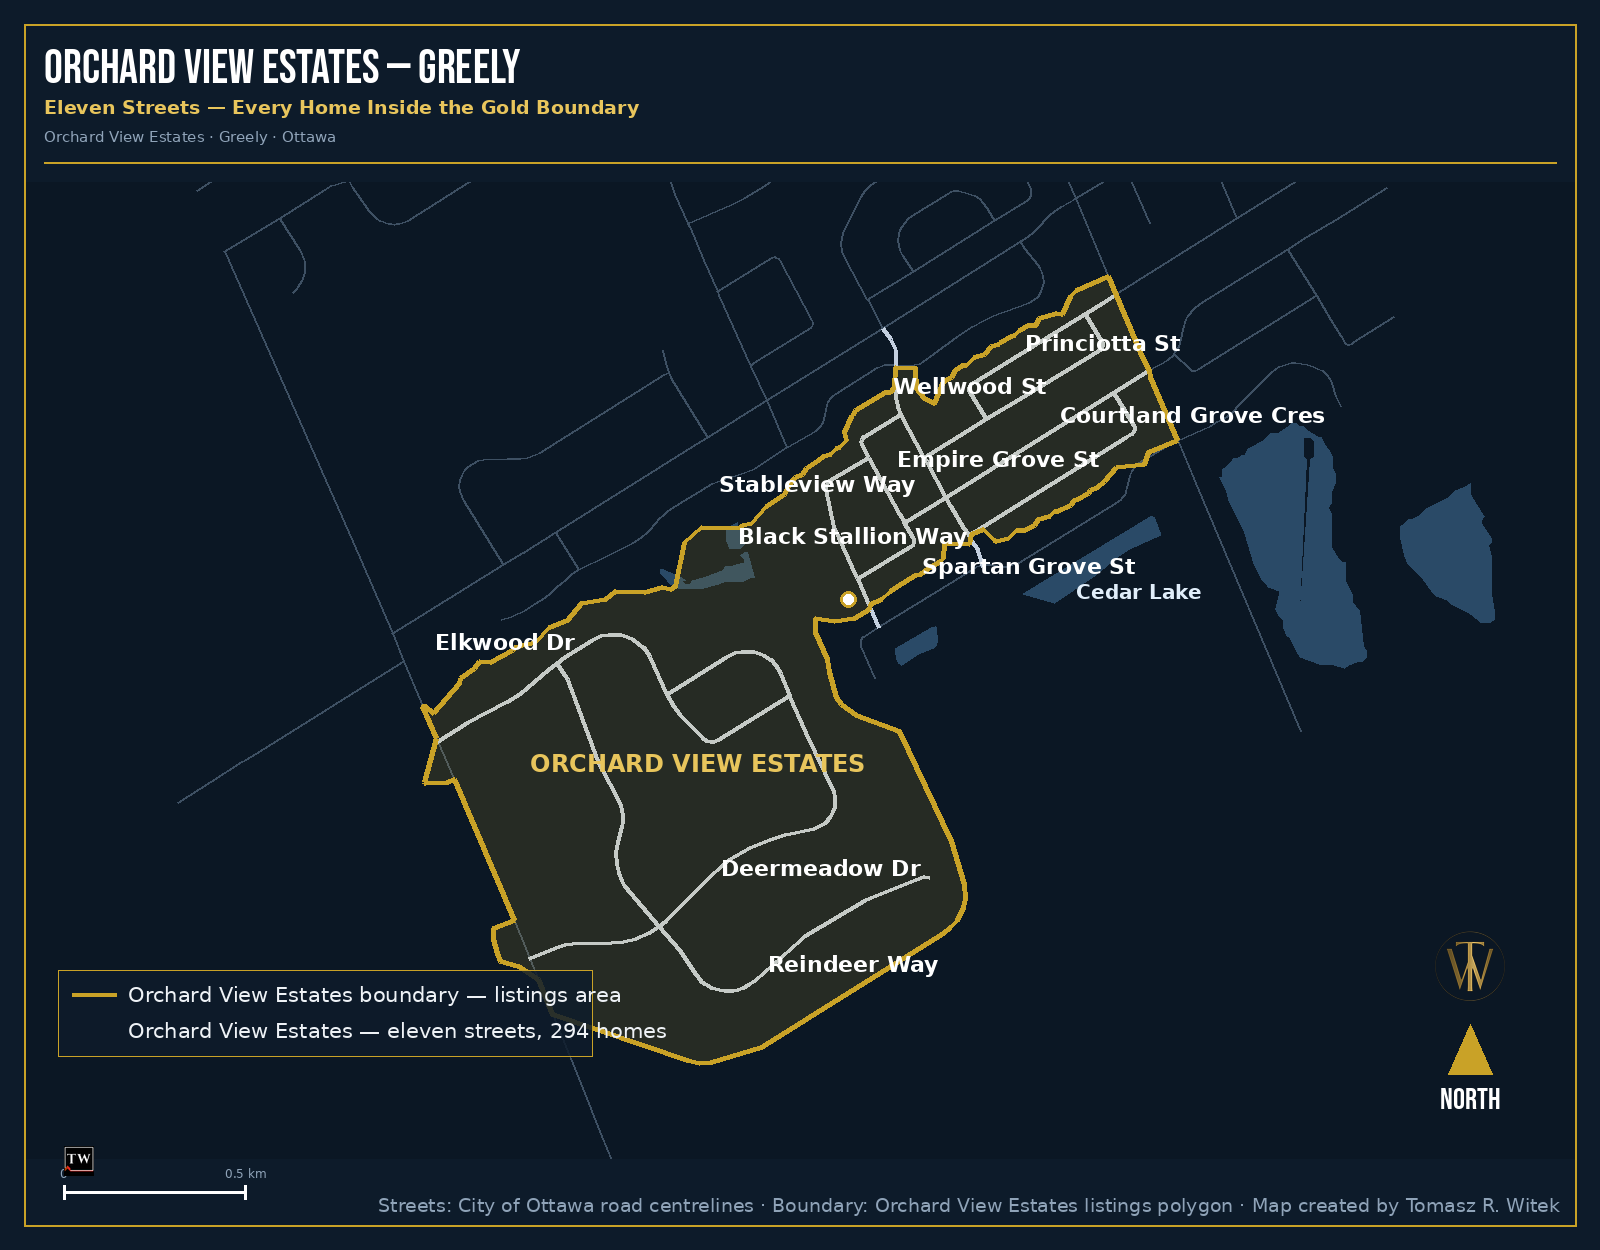 ORCHARD VIEW ESTATES — GREELY
Eleven Streets — Every Home Inside the Gold Boundary
Orchard View Estates · Greely · Ottawa
Princiotta St
Wellwood St
Courtland Grove Cres
Empire Grove St
Stableview Way
Black Stallion Way
Spartan Grove St
Cedar Lake
Elkwood Dr
ORCHARD VIEW ESTATES
Deermeadow Dr
Reindeer Way
Orchard View Estates boundary — listings area
Orchard View Estates — eleven streets, 294 homes
NORTH
TW
0 0.5 km
Streets: City of Ottawa road centrelines · Boundary: Orchard View Estates listings polygon · Map created by Tomasz R. Witek